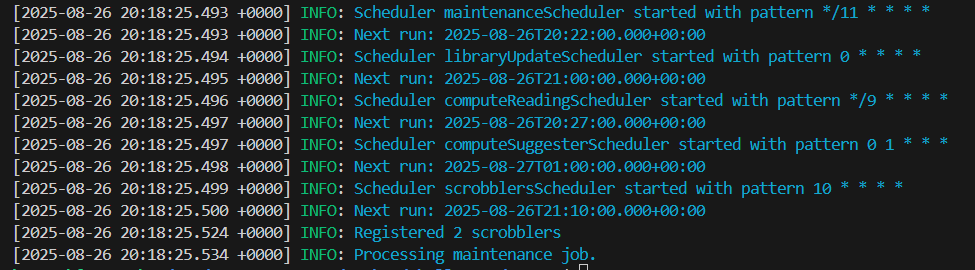 [2025-08-26 20:18:25.493 +0000] INFO: Scheduler maintenanceScheduler started with pattern */11 * * * *
[2025-08-26 20:18:25.493 +0000] INFO: Next run: 2025-08-26T20:22:00.000+00:00
[2025-08-26 20:18:25.494 +0000] INFO: Scheduler libraryUpdateScheduler started with pattern 0 * * * *
[2025-08-26 20:18:25.495 +0000] INFO: Next run: 2025-08-26T21:00:00.000+00:00
[2025-08-26 20:18:25.496 +0000] INFO: Scheduler computeReadingScheduler started with pattern */9 * * * *
[2025-08-26 20:18:25.497 +0000] INFO: Next run: 2025-08-26T20:27:00.000+00:00
[2025-08-26 20:18:25.497 +0000] INFO: Scheduler computeSuggesterScheduler started with pattern 0 1 * * *
[2025-08-26 20:18:25.498 +0000] INFO: Next run: 2025-08-27T01:00:00.000+00:00
[2025-08-26 20:18:25.499 +0000] INFO: Scheduler scrobblersScheduler started with pattern 10 * * * *
[2025-08-26 20:18:25.500 +0000] INFO: Next run: 2025-08-26T21:10:00.000+00:00
[2025-08-26 20:18:25.524 +0000] INFO: Registered 2 scrobblers
[2025-08-26 20:18:25.534 +0000] INFO: Processing maintenance job.